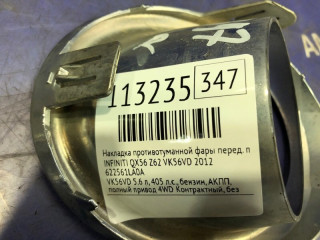 17
113235 347
Накладка противотуманной фары перед. п
INFINITI QX56 Z62 VK56VD 2012
622561LA0A
VK56VD 5.6 л, 405 л.с., бензин, АКПП,
полный привод 4WD Контрактный, без